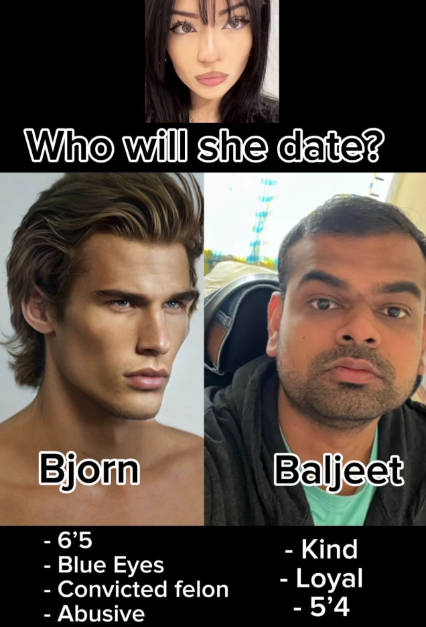 Who will she date?
Bjorn
Baljeet
- 6’5
- Blue Eyes
- Convicted felon
- Abusive
- Kind
- Loyal
- 5’4